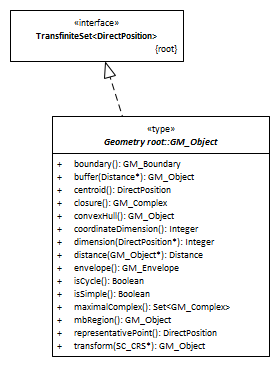 «interface»
TransfiniteSet<DirectPosition>
{root}
«type»
Geometry root::GM_Object
+ boundary(): GM_Boundary
+ buffer(Distance*): GM_Object
+ centroid(): DirectPosition
+ closure(): GM_Complex
+ convexHull(): GM_Object
+ coordinateDimension(): Integer
+ dimension(DirectPosition*): Integer
+ distance(GM_Object*): Distance
+ envelope(): GM_Envelope
+ isCycle(): Boolean
+ isSimple(): Boolean
+ maximalComplex(): Set<GM_Complex>
+ mbRegion(): GM_Object
+ representativePoint(): DirectPosition
+ transform(SC_CRS*): GM_Object